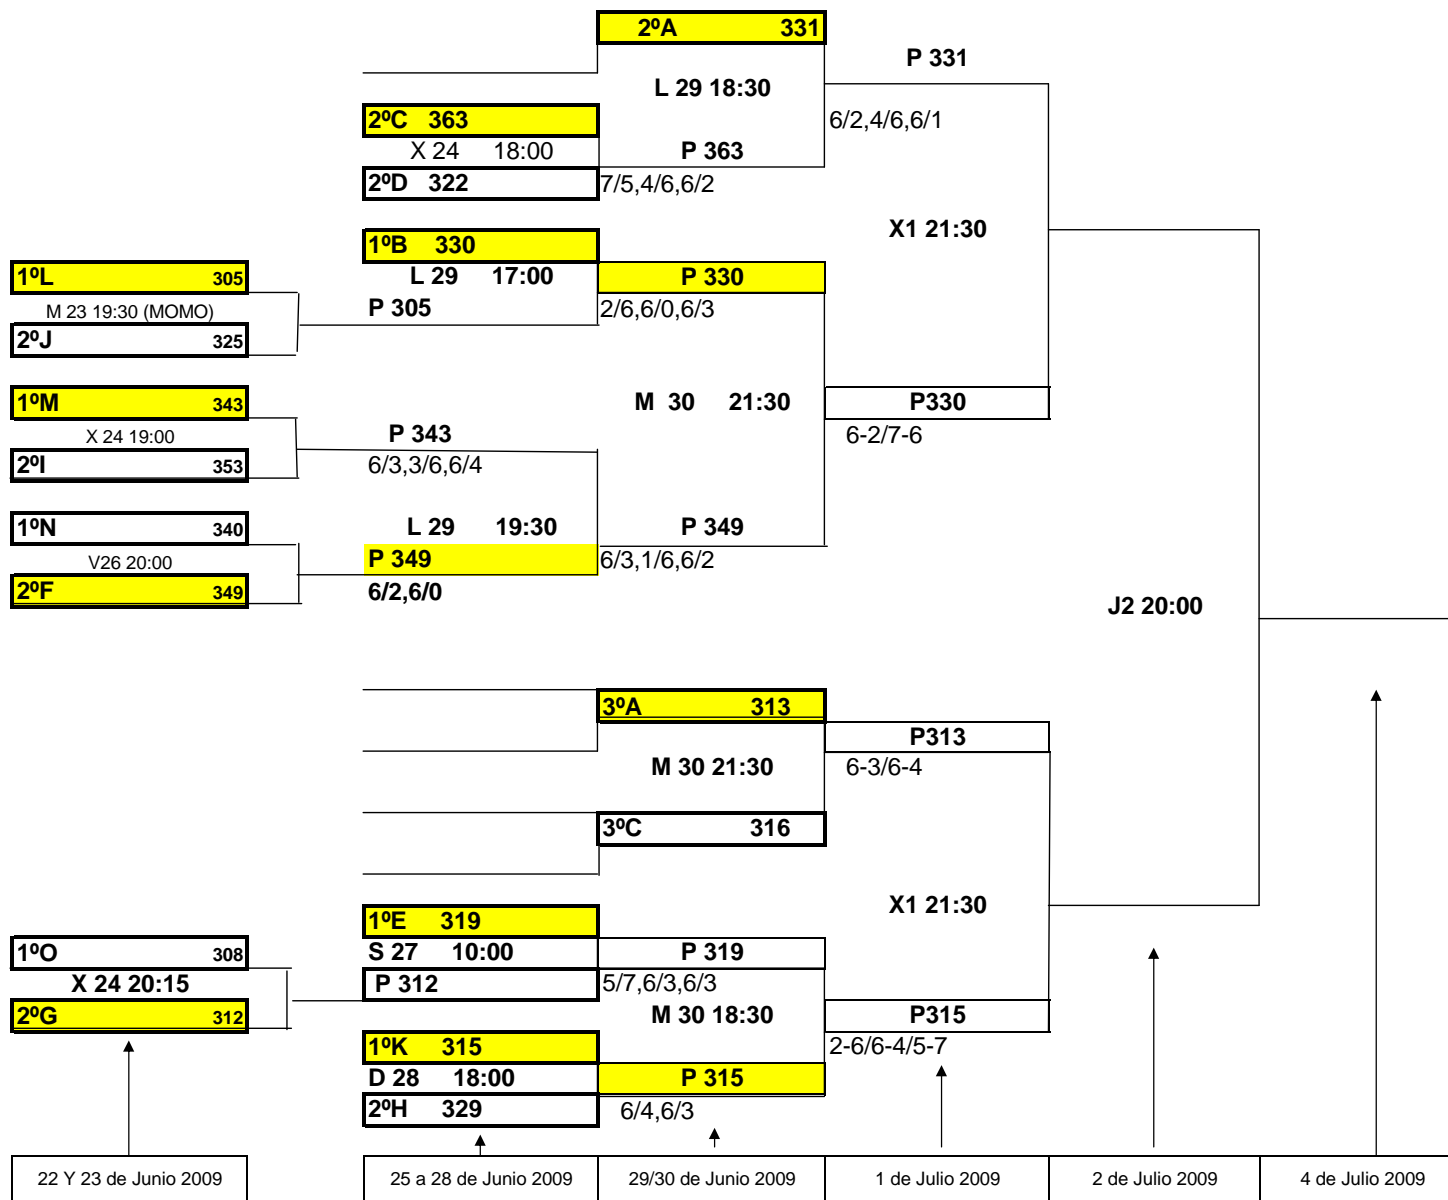 2ºA 331
P 331
L 29 18:30
2ºC 363
6/2,4/6,6/1
X 24 18:00
P 363
2ºD 322
7/5,4/6,6/2
X1 21:30
1ºB 330
1ºL 305
L 29 17:00
P 330
M 23 19:30 (MOMO)
P 305
2/6,6/0,6/3
2ºJ 325
1ºM 343
M 30 21:30
P330
X 24 19:00
P 343
6-2/7-6
2ºI 353
6/3,3/6,6/4
1ºN 340
L 29 19:30
P 349
V26 20:00
P 349
6/3,1/6,6/2
2ºF 349
6/2,6/0
J2 20:00
3ºA 313
P313
M 30 21:30
6-3/6-4
3ºC 316
X1 21:30
1ºE 319
1ºO 308
S 27 10:00
P 319
X 24 20:15
P 312
5/7,6/3,6/3
2ºG 312
M 30 18:30
P315
1ºK 315
2-6/6-4/5-7
D 28 18:00
P 315
2ºH 329
6/4,6/3
22 Y 23 de Junio 2009
25 a 28 de Junio 2009
29/30 de Junio 2009
1 de Julio 2009
2 de Julio 2009
4 de Julio 2009